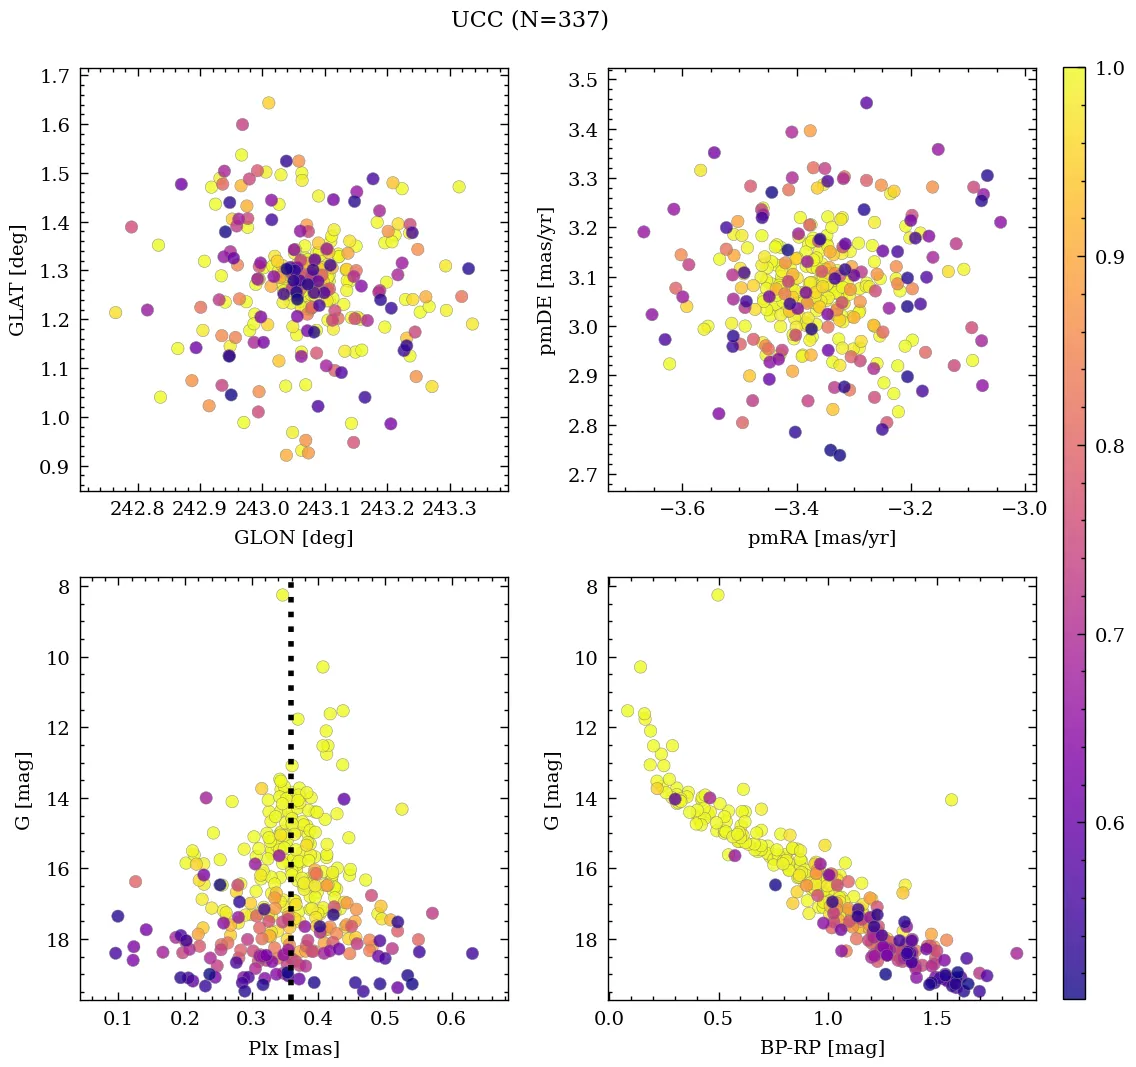 UCC (N=337)
1.7
1.6
1.5
1.4
1.3
1.2
1.1
1.0
0.9
GLAT [deg]
242.8 242.9 243.0 243.1 243.2 243.3
GLON [deg]
3.5
3.4
3.3
3.2
3.1
3.0
2.9
2.8
2.7
pmDE [mas/yr]
−3.6 −3.4 −3.2 −3.0
pmRA [mas/yr]
8
10
12
14
16
18
G [mag]
0.1 0.2 0.3 0.4 0.5 0.6
Plx [mas]
8
10
12
14
16
18
G [mag]
0.0 0.5 1.0 1.5
BP-RP [mag]
1.0
0.9
0.8
0.7
0.6